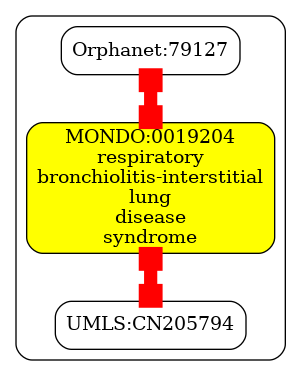 Orphanet:79127
MONDO:0019204
respiratory
bronchiolitis-interstitial
lung
disease
syndrome
UMLS:CN205794